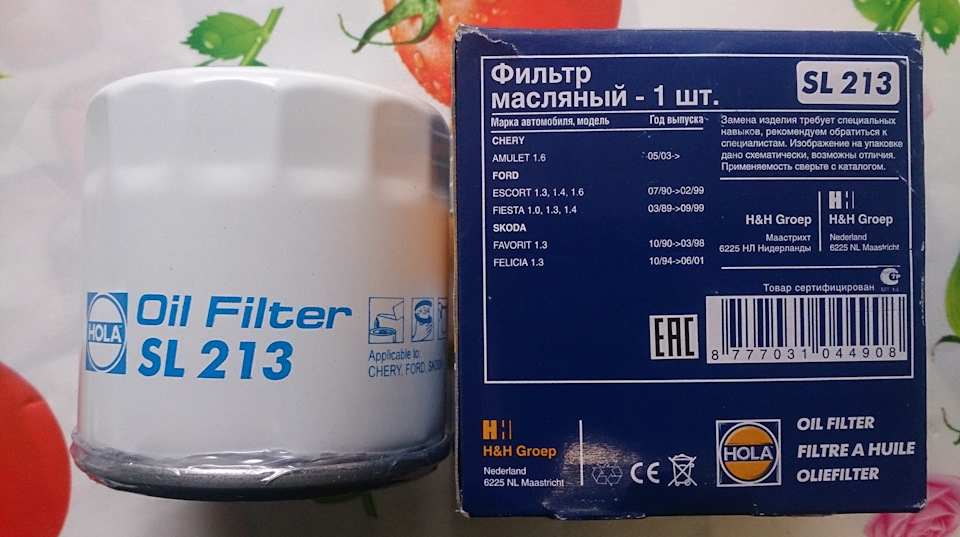 HOLA
Oil Filter
SL 213
Applicable to:
CHERY, FORD, SKODA
Фильтр
масляный - 1 шт.
SL 213
Марка автомобиля, модель Год выпуска
CHERY
AMULET 1.6 05/03->
FORD
ESCORT 1.3, 1.4, 1.6 07/90->02/99
FIESTA 1.0, 1.3, 1.4 03/89->09/99
SKODA
FAVORIT 1.3 10/90->03/98
FELICIA 1.3 10/94->06/01
Замена изделия требует специальных
навыков, рекомендуем обратиться к
специалистам. Изображение на упаковке
дано схематически, возможны отличия.
Применяемость сверьте с каталогом.
H&H Groep
Маастрихт
6225 НЛ Нидерланды
H&H Groep
Nederland
6225 NL Maastricht
Товар сертифицирован
EAC
8 777031 044908
H&H Groep
Nederland
6225 NL Maastricht
CE
HOLA
OIL FILTER
FILTRE A HUILE
OLIEFILTER